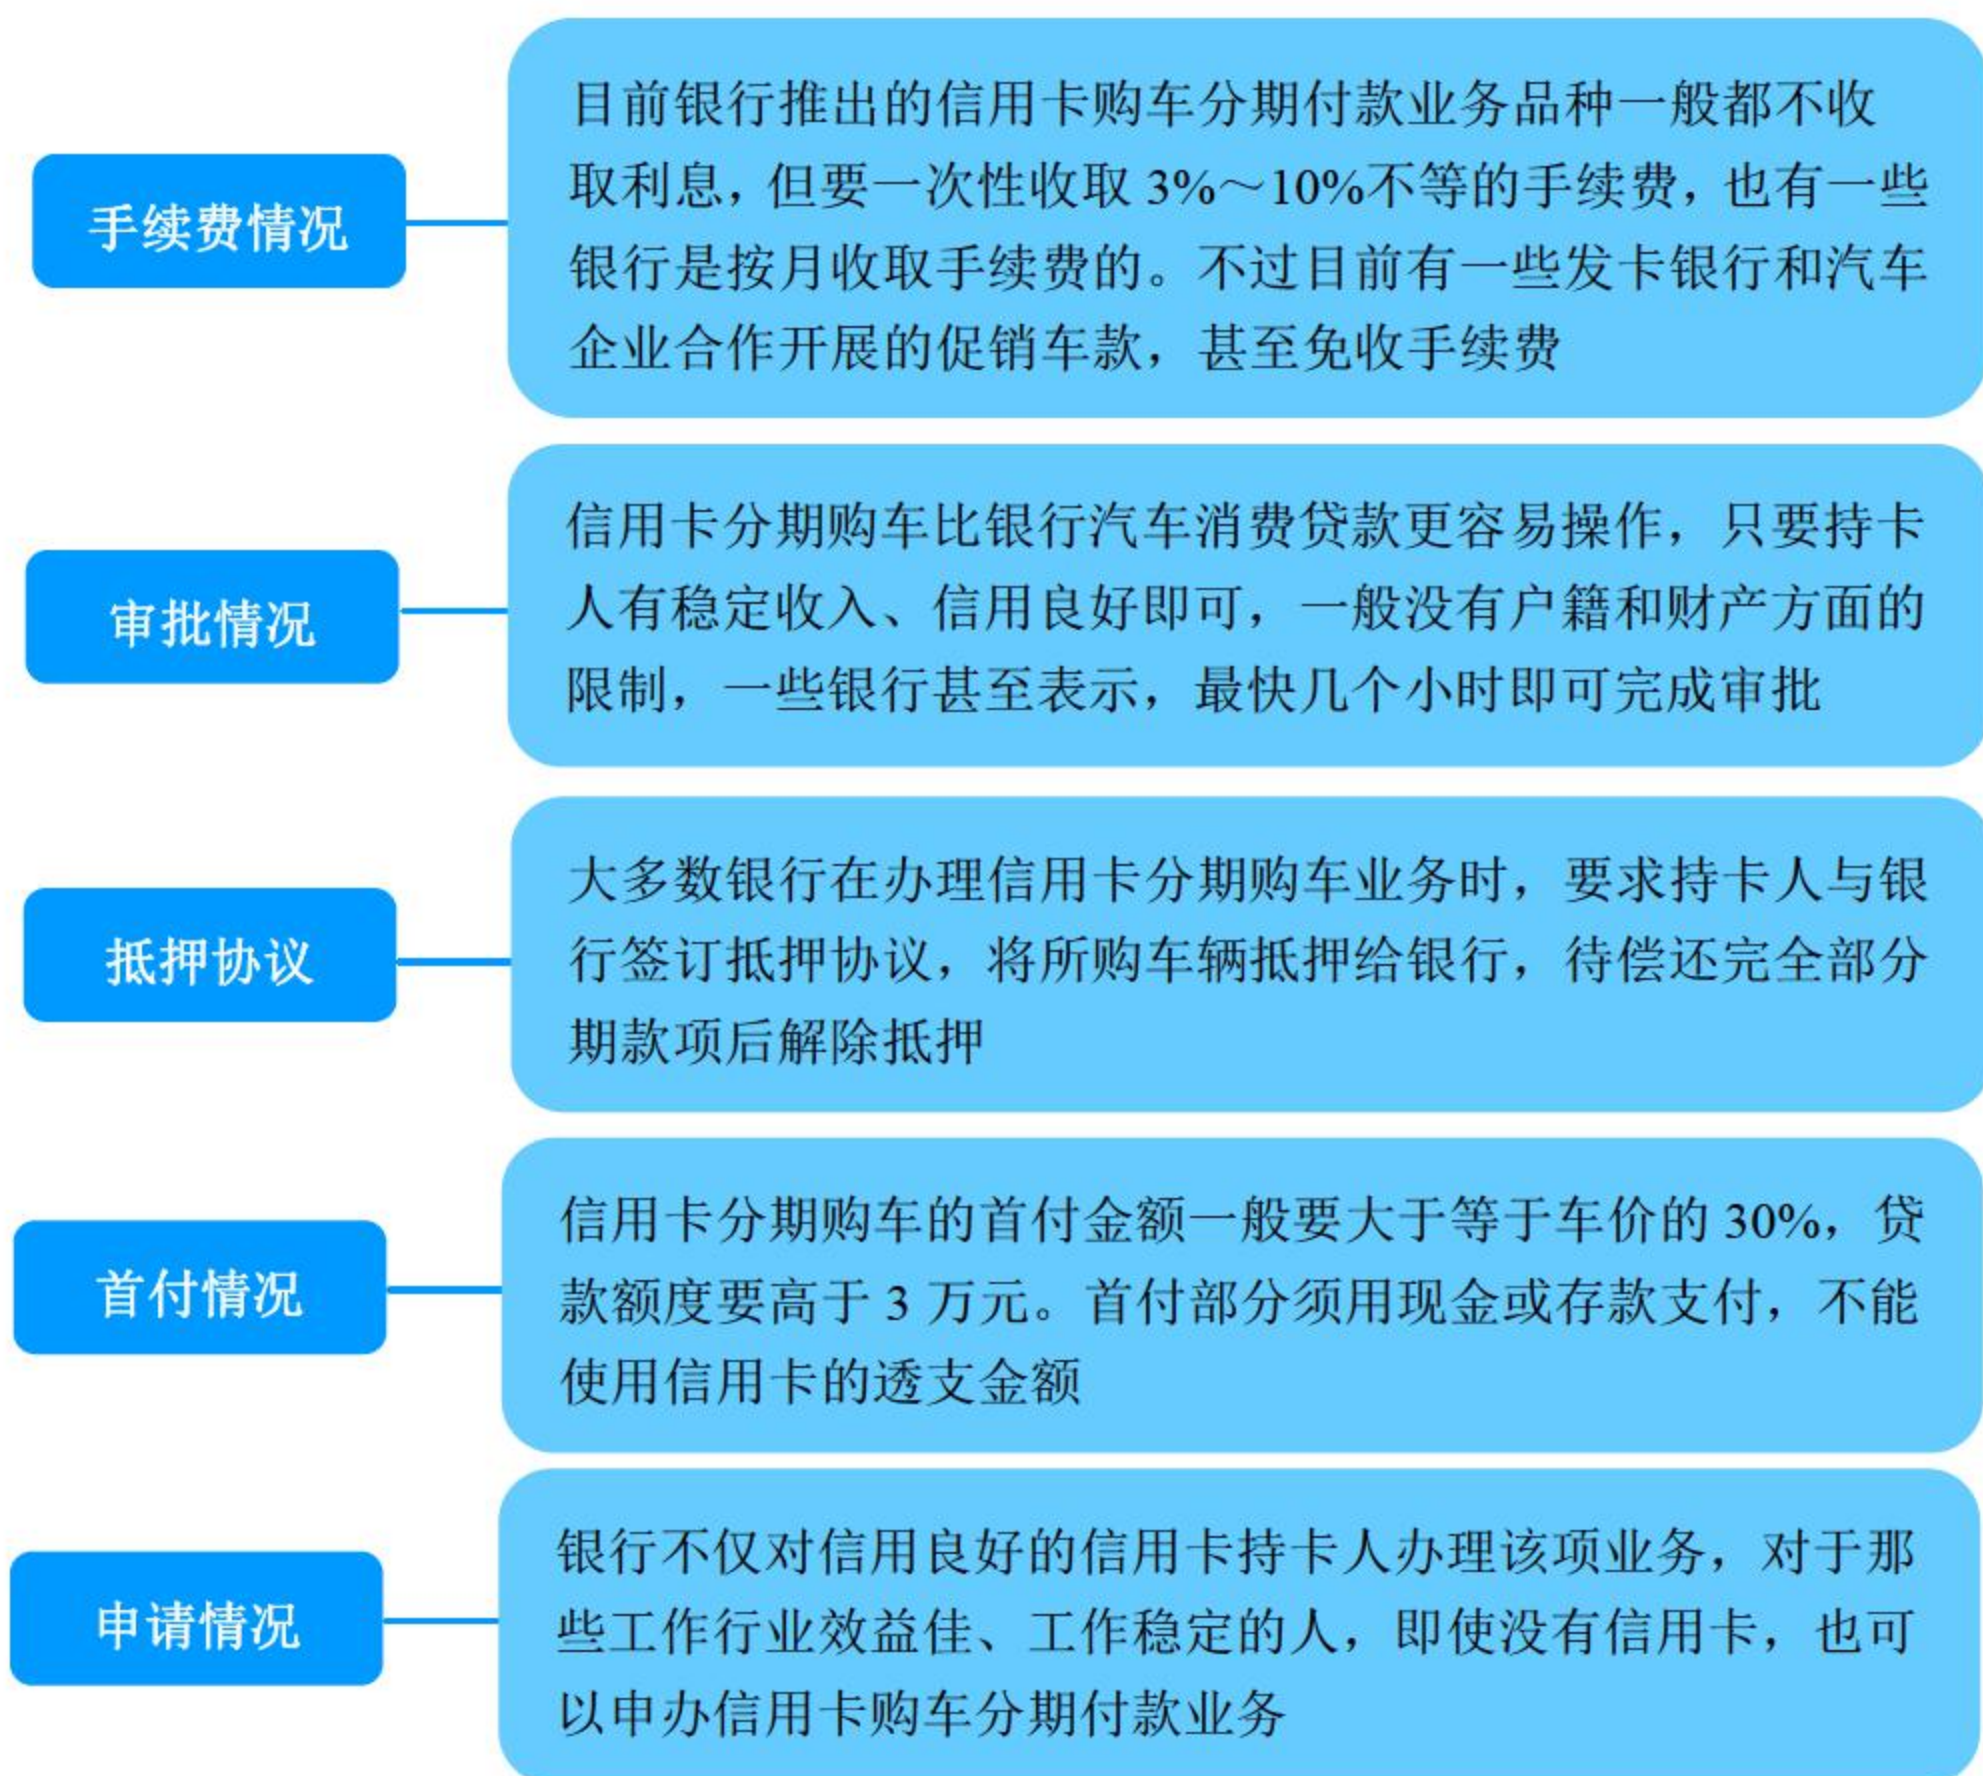 手续费情况
目前银行推出的信用卡购车分期付款业务品种一般都不收
取利息，但要一次性收取 3%～10%不等的手续费，也有一些
银行是按月收取手续费的。不过目前有一些发卡银行和汽车
企业合作开展的促销车款，甚至免收手续费
审批情况
信用卡分期购车比银行汽车消费贷款更容易操作，只要持卡
人有稳定收入、信用良好即可，一般没有户籍和财产方面的
限制，一些银行甚至表示，最快几个小时即可完成审批
抵押协议
大多数银行在办理信用卡分期购车业务时，要求持卡人与银
行签订抵押协议，将所购车辆抵押给银行，待偿还完全部分
期款项后解除抵押
首付情况
信用卡分期购车的首付金额一般要大于等于车价的 30%，贷
款额度要高于 3 万元。首付部分须用现金或存款支付，不能
使用信用卡的透支金额
申请情况
银行不仅对信用良好的信用卡持卡人办理该项业务，对于那
些工作行业效益佳、工作稳定的人，即使没有信用卡，也可
以申办信用卡购车分期付款业务